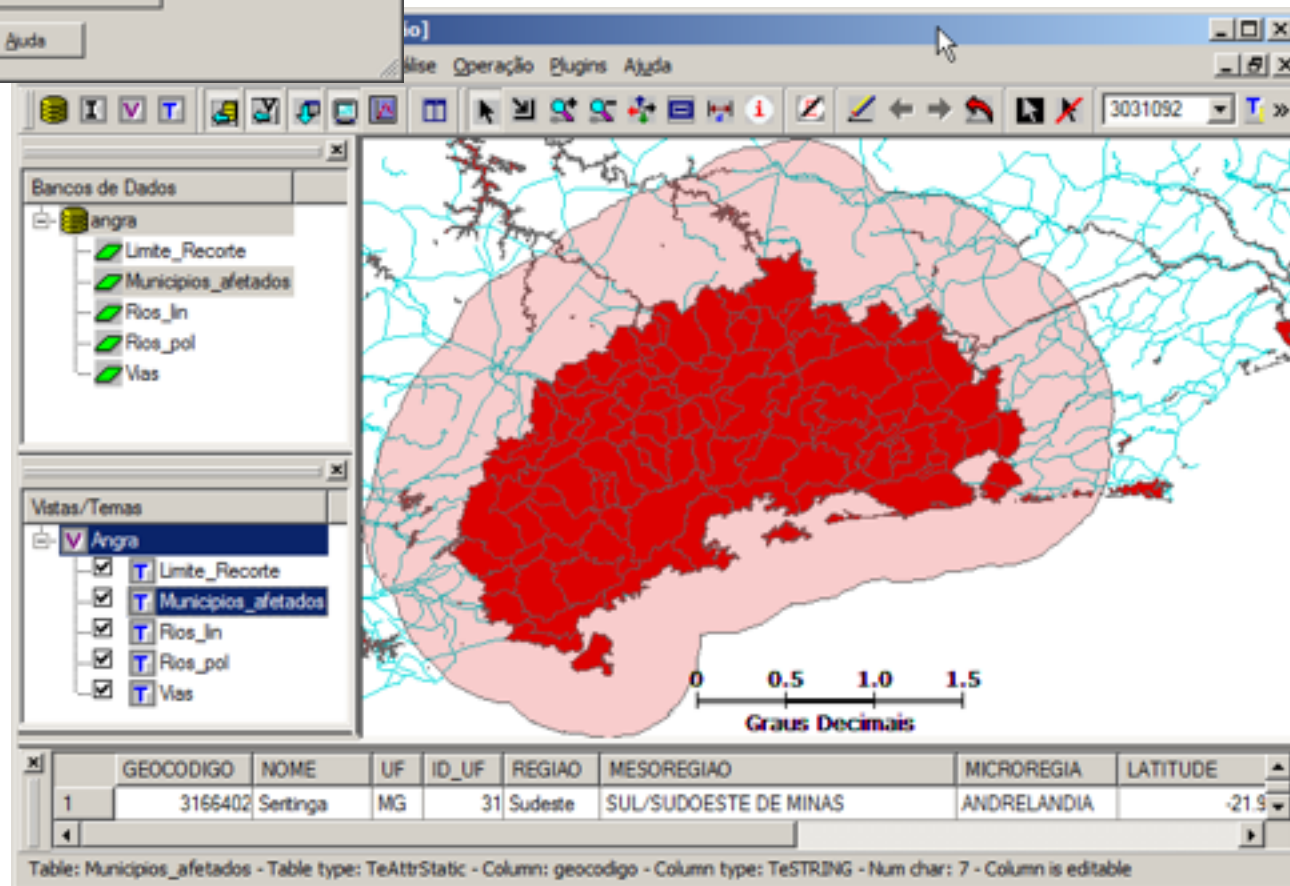 Ajuda
ão]
álise Operação Plugins Ajuda
I V T 3031092 T »
Bancos de Dados
angra
Limite_Recorte
Municipios_afetados
Rios_lin
Rios_pol
Vias
Vistas/Temas
V Angra
T Limite_Recorte
T Municipios_afetados
T Rios_lin
T Rios_pol
T Vias
0 0.5 1.0 1.5
Graus Decimais
GEOCODIGO NOME UF ID_UF REGIAO MESOREGIAO MICROREGIA LATITUDE
1 3166402 Seritinga MG 31 Sudeste SUL/SUDOESTE DE MINAS ANDRELANDIA -21.9
Table: Municipios_afetados - Table type: TeAttrStatic - Column: geocodigo - Column type: TeSTRING - Num char: 7 - Column is editable